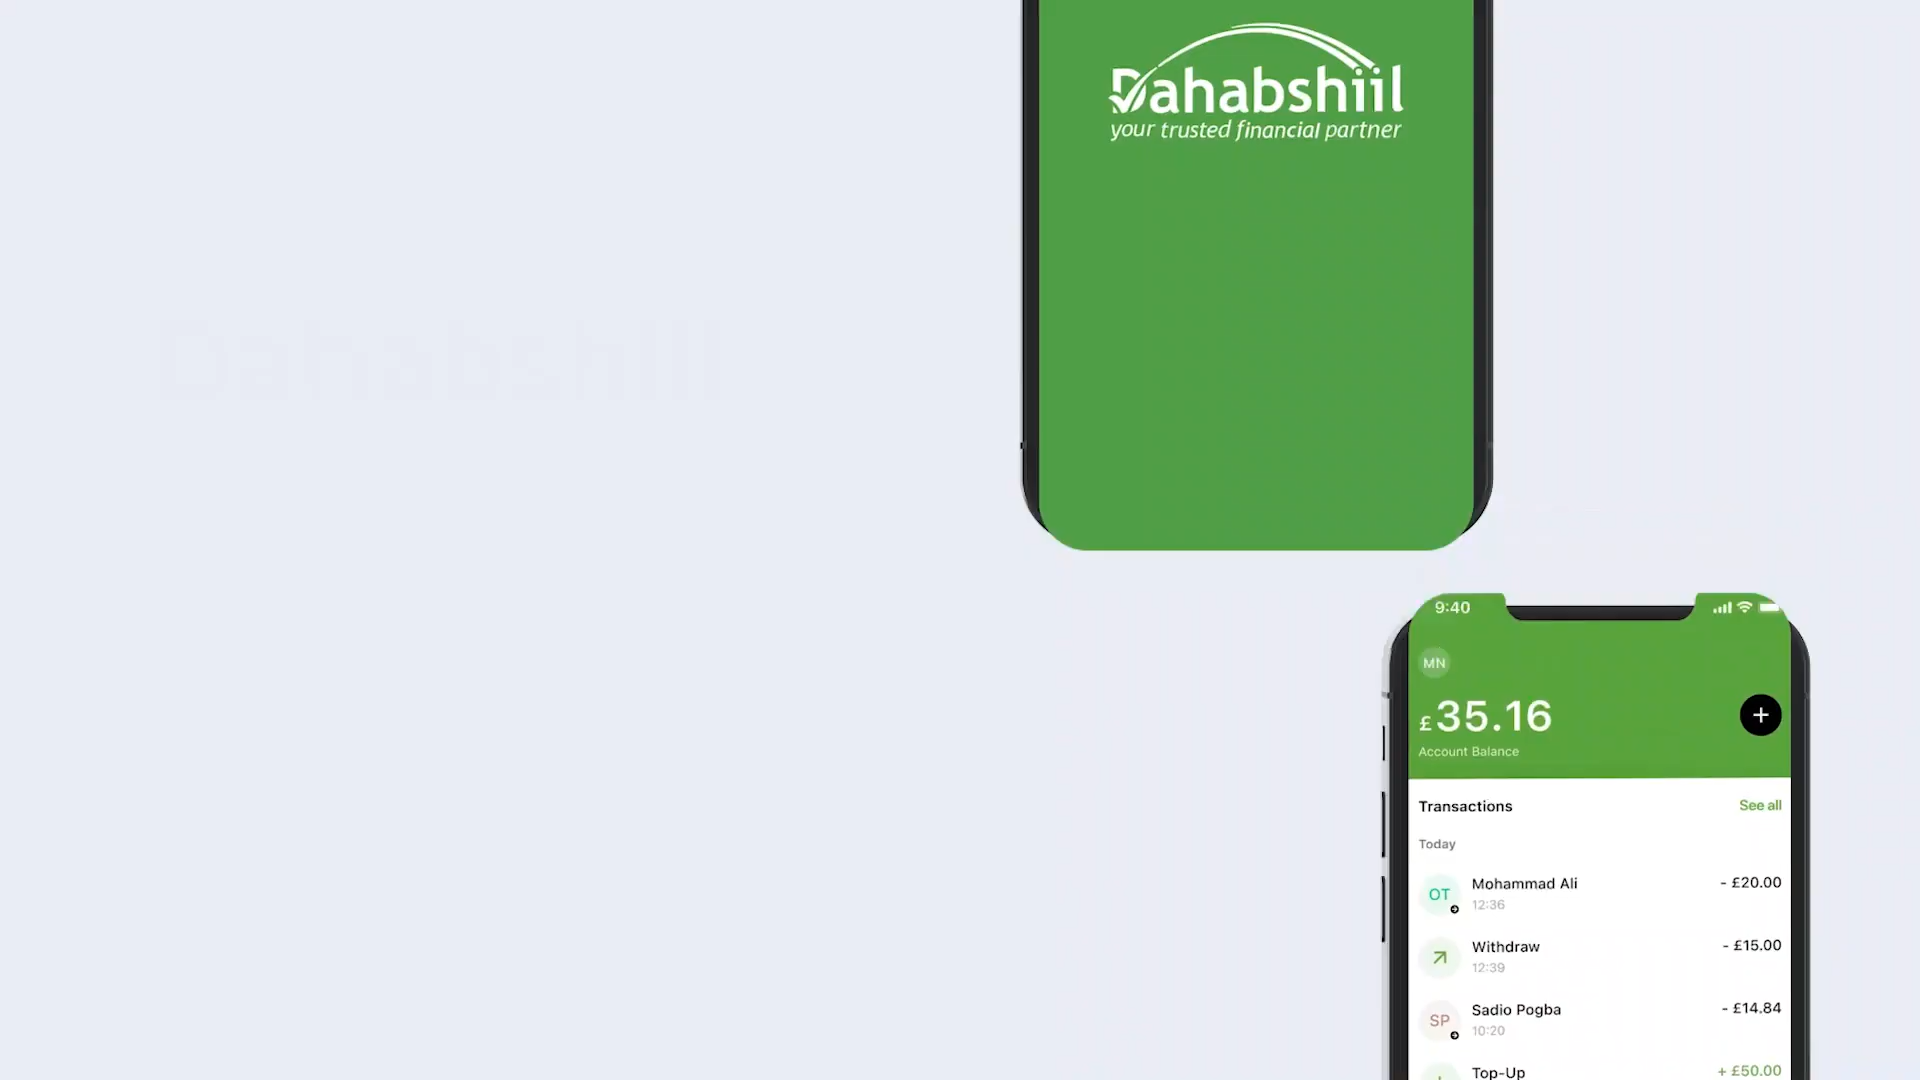 Dahabshiil
your trusted financial partner
Dahabshiil
9:40
MN
£35.16
+
Account Balance
Transactions
See all
Today
OT
Mohammad Ali
- £20.00
12:36
Withdraw
- £15.00
12:39
SP
Sadio Pogba
- £14.84
10:20
Top-Up
+ £50.00